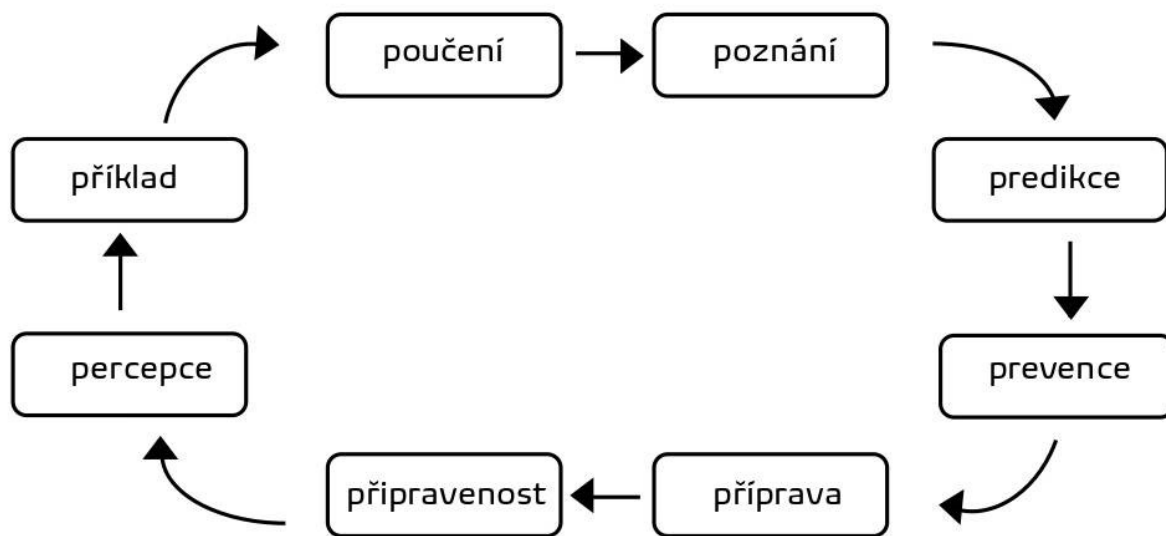 poučení
poznání
příklad
predikce
percepce
prevence
připravenost
příprava